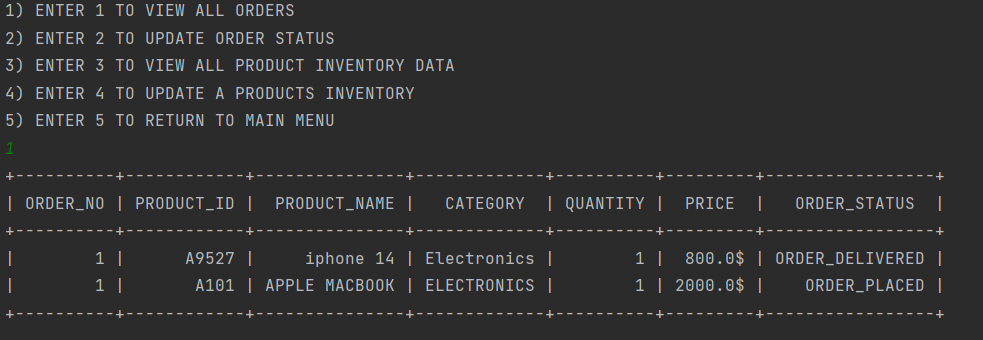 1) ENTER 1 TO VIEW ALL ORDERS
2) ENTER 2 TO UPDATE ORDER STATUS
3) ENTER 3 TO VIEW ALL PRODUCT INVENTORY DATA
4) ENTER 4 TO UPDATE A PRODUCTS INVENTORY
5) ENTER 5 TO RETURN TO MAIN MENU
1
+----------+------------+---------------+-------------+----------+---------+-----------------+
| ORDER_NO | PRODUCT_ID |  PRODUCT_NAME |   CATEGORY  | QUANTITY |  PRICE  |   ORDER_STATUS  |
+----------+------------+---------------+-------------+----------+---------+-----------------+
|        1 |      A9527 |     iphone 14 | Electronics |        1 |  800.0$ | ORDER_DELIVERED |
|        1 |       A101 | APPLE MACBOOK | ELECTRONICS |        1 | 2000.0$ |    ORDER_PLACED |
+----------+------------+---------------+-------------+----------+---------+-----------------+